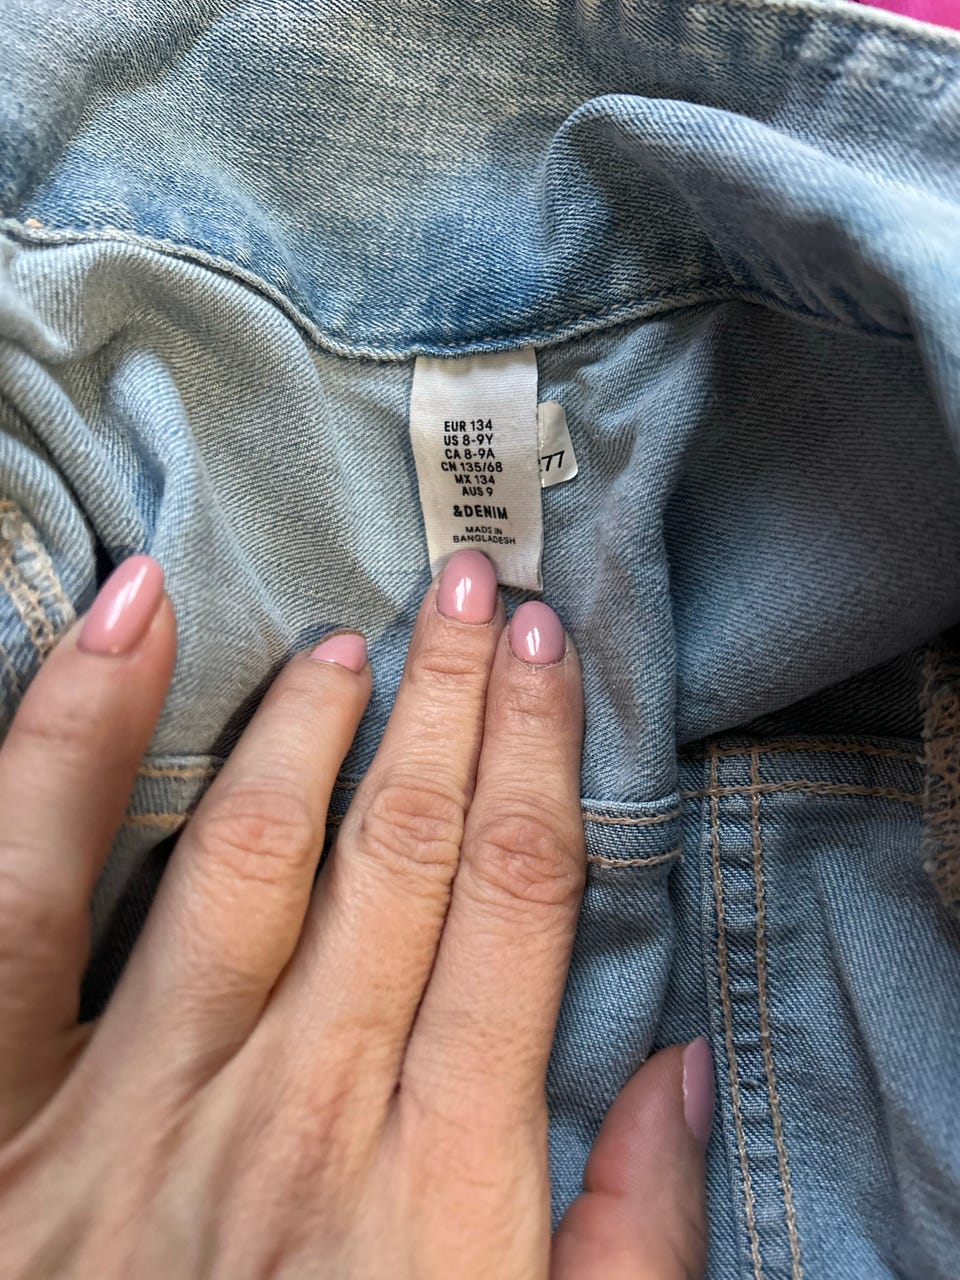 EUR 134
US 8-9Y
CA 8-9A
CN 135/68
MX 134
AUS 9
&DENIM
MADE IN
BANGLADESH
77